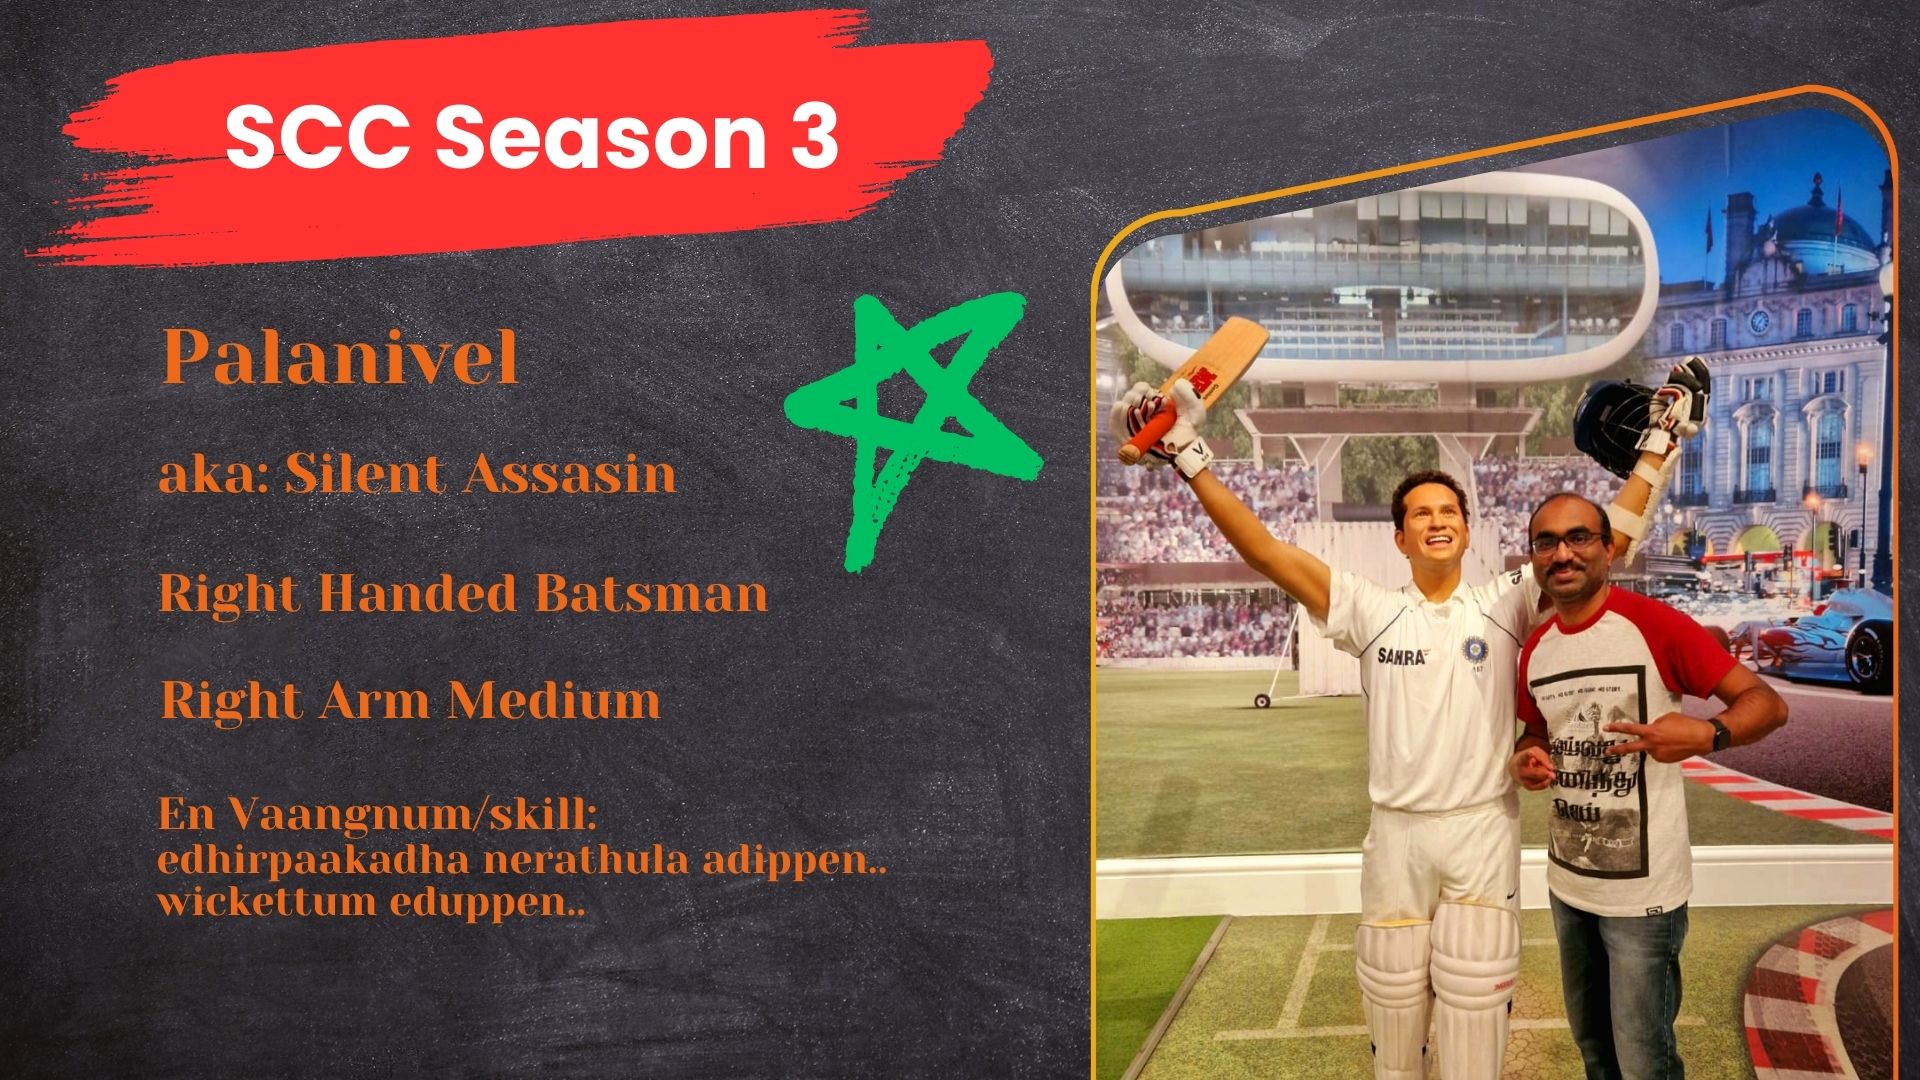 SCC Season 3
Palanivel
aka: Silent Assasin
Right Handed Batsman
Right Arm Medium
En Vaangnum/skill:
edhirpaakadha nerathula adippen..
wickettum eduppen..
SAHRA